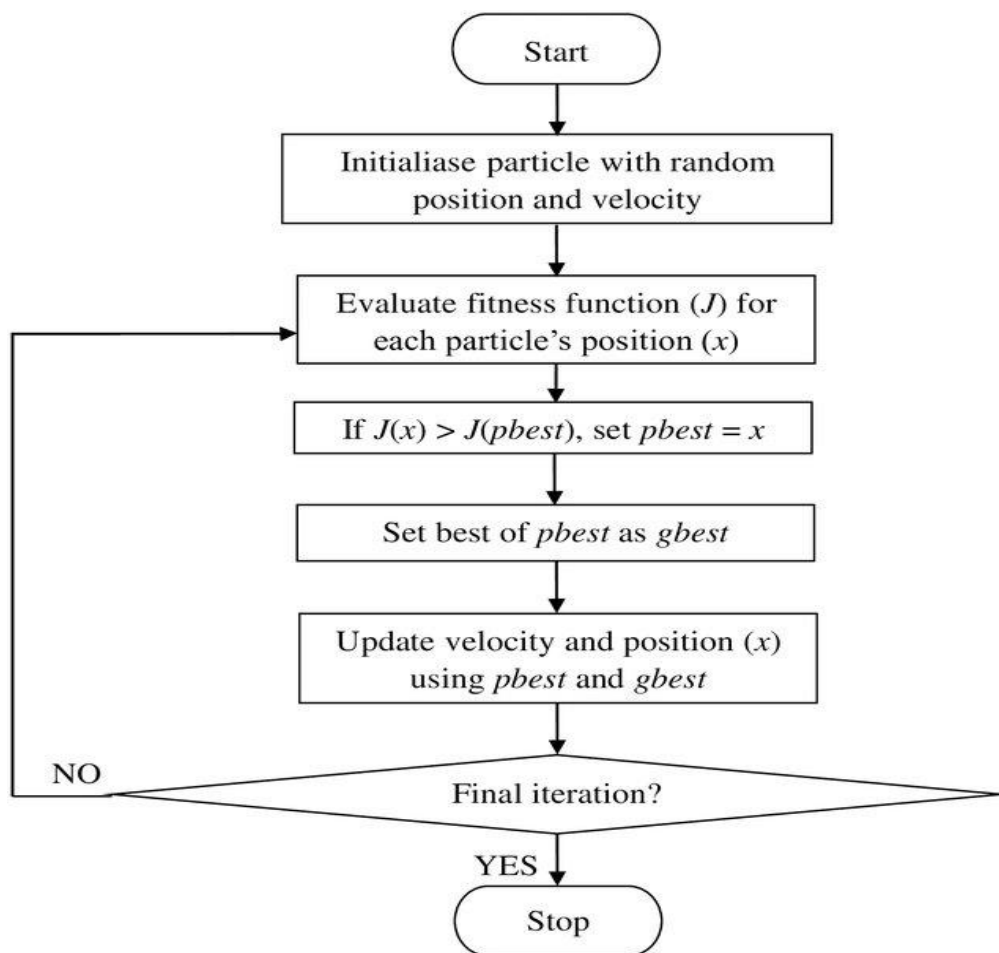 Start
Initialiase particle with random
position and velocity
Evaluate fitness function (J) for
each particle’s position (x)
If J(x) > J(pbest), set pbest = x
Set best of pbest as gbest
Update velocity and position (x)
using pbest and gbest
NO
Final iteration?
YES
Stop